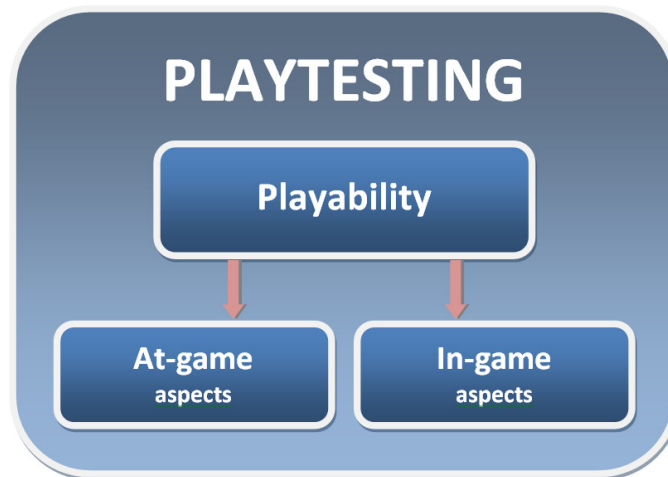 PLAYTESTING
Playability
At-game
aspects
In-game
aspects